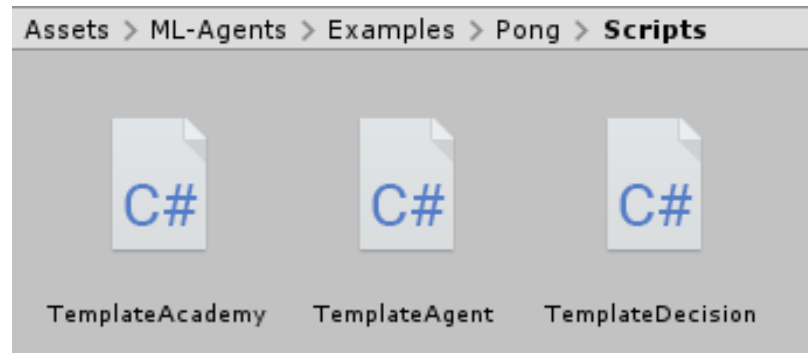 Assets > ML-Agents > Examples > Pong > Scripts
C# C# C#
TemplateAcademy TemplateAgent TemplateDecision